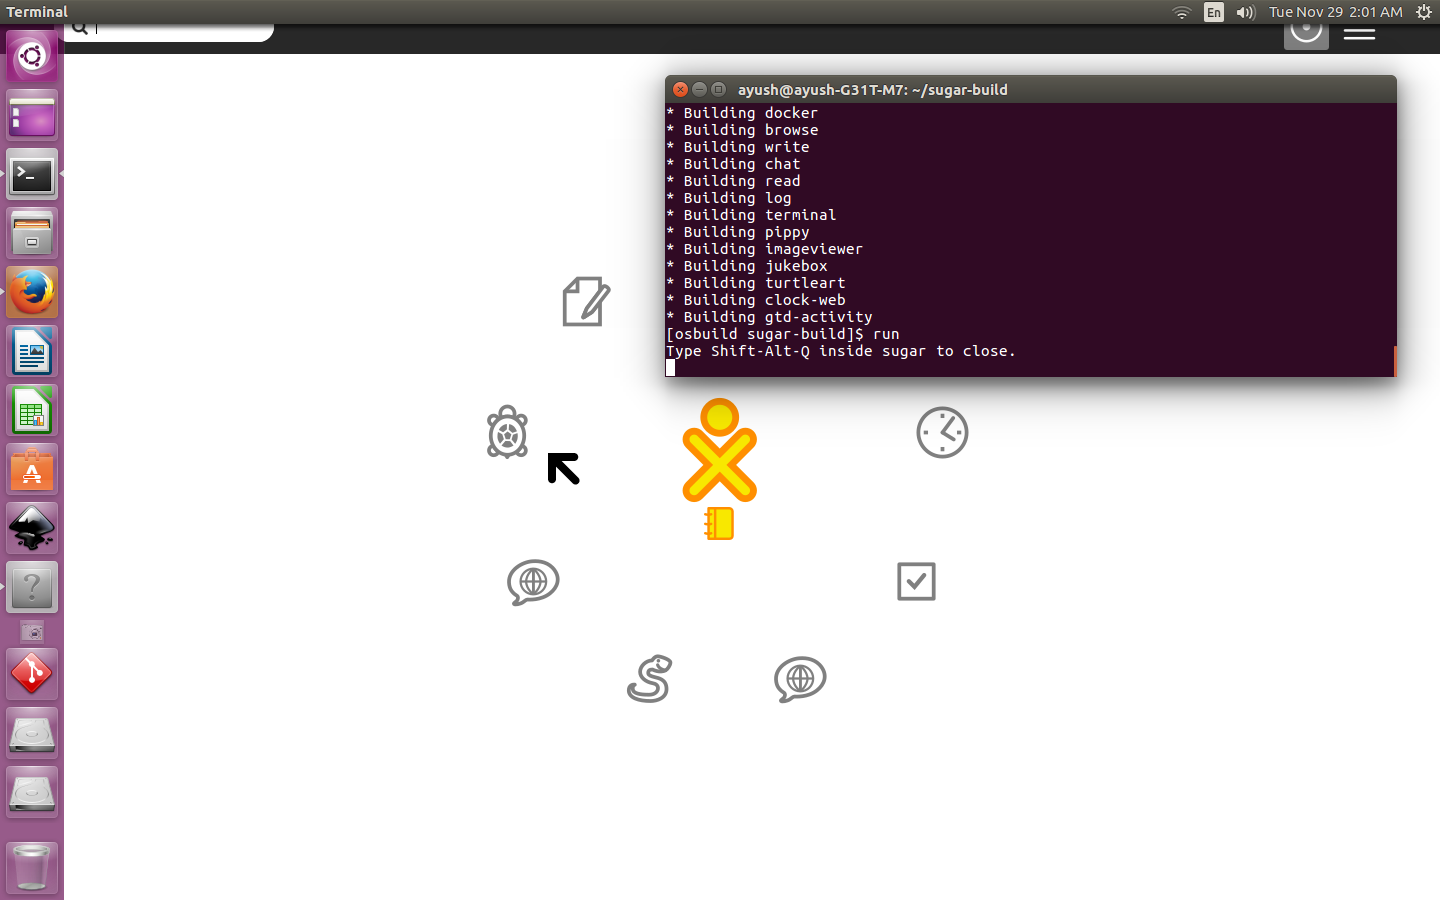 Terminal
En
Tue Nov 29 2:01 AM
ayush@ayush-G31T-M7: ~/sugar-build
* Building docker
* Building browse
* Building write
* Building chat
* Building read
* Building log
* Building terminal
* Building pippy
* Building imageviewer
* Building jukebox
* Building turtleart
* Building clock-web
* Building gtd-activity
[osbuild sugar-build]$ run
Type Shift-Alt-Q inside sugar to close.